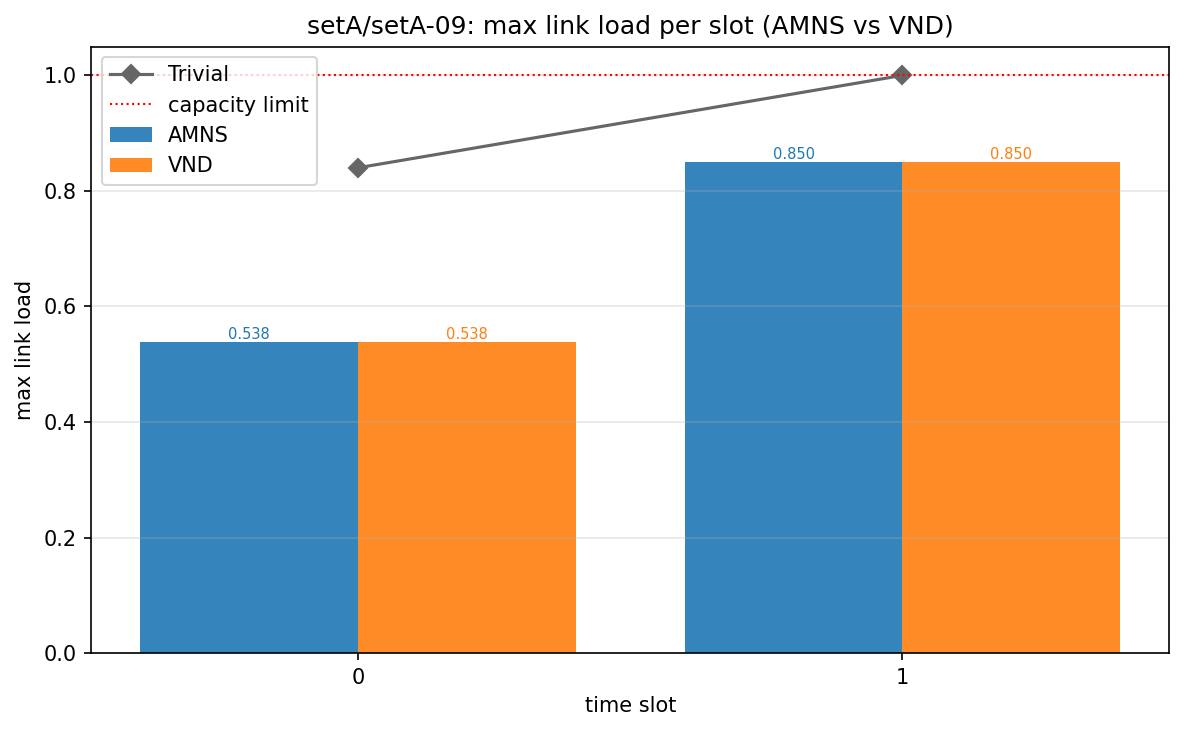 setA/setA-09: max link load per slot (AMNS vs VND)
Trivial
capacity limit
AMNS
VND
max link load
1.0
0.8
0.6
0.4
0.2
0.0
0.538
0.538
0.850
0.850
0
1
time slot